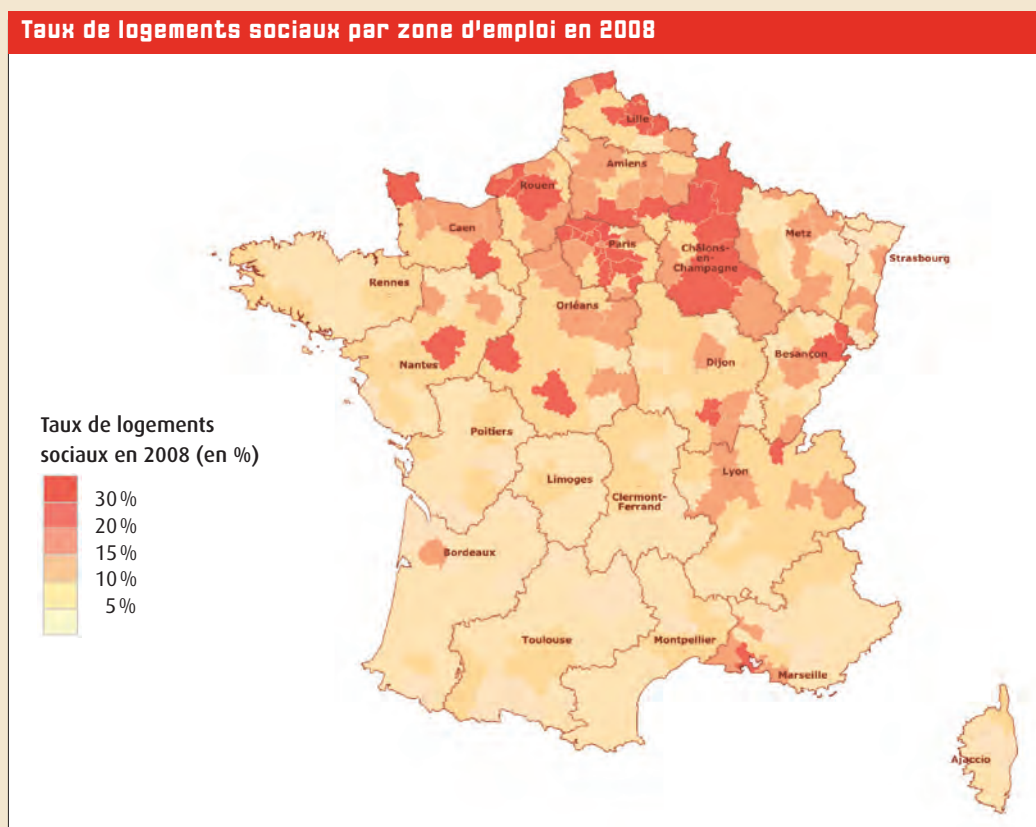 Taux de logements sociaux par zone d'emploi en 2008
Lille
Amiens
Rouen
Caen
Paris
Metz
Châlons-
en-
Champagne
Strasbourg
Rennes
Orléans
Nantes
Dijon
Besançon
Taux de logements
sociaux en 2008 (en %)
30 %
20 %
15 %
10 %
5 %
Poitiers
Limoges
Lyon
Clermont-
Ferrand
Bordeaux
Toulouse
Montpellier
Marseille
Ajaccio